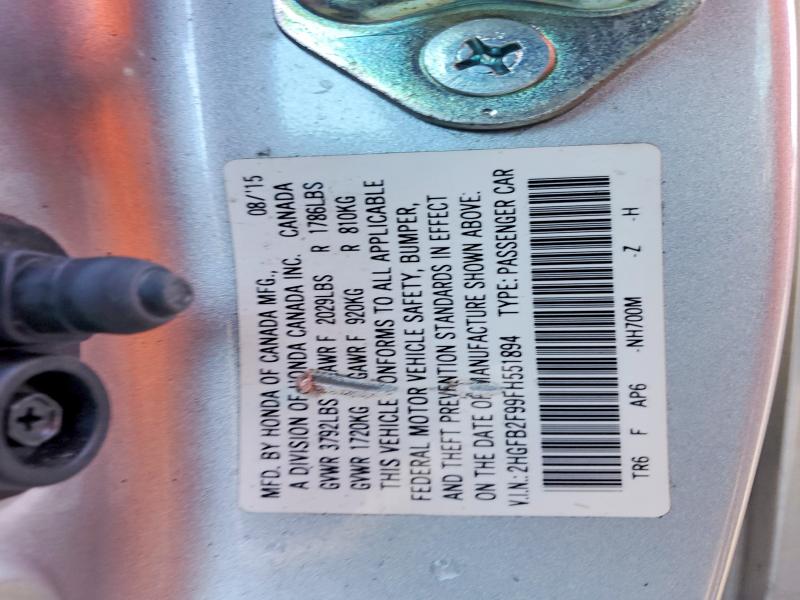 MFD. BY HONDA OF CANADA MFG., 08/'15
A DIVISION OF HONDA CANADA INC. CANADA
GVWR 3792LBS GAWR F 2029LBS R 1786LBS
GVWR 1720KG GAWR F 920KG R 810KG
THIS VEHICLE CONFORMS TO ALL APPLICABLE
FEDERAL MOTOR VEHICLE SAFETY, BUMPER,
AND THEFT PREVENTION STANDARDS IN EFFECT
ON THE DATE OF MANUFACTURE SHOWN ABOVE.
V.I.N.: 2HGFB2F99FH551894 TYPE: PASSENGER CAR
TR6 F AP6 -NH700M -Z -H